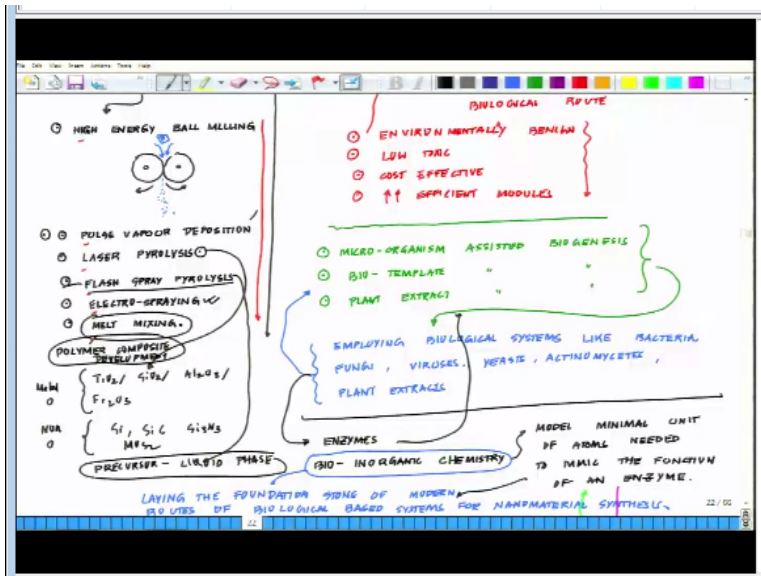 File Edit View Insert Actions Tools Help
HIGH ENERGY BALL MILLING
PULSE VAPOUR DEPOSITION
LASER PYROLYSIS
FLASH SPRAY PYROLYSIS
ELECTRO-SPRAYING
MELT MIXING.
POLYMER COMPOSITE
DEVELOPMENT
TiO2/ SiO2/ Al2O3/
Fe2O3
Si, SiC Si3N3
PRECURSOR - LIQUID PHASE
BIOLOGICAL ROUTE
ENVIRONMENTALLY BENIGN
LOW TOXIC
COST EFFECTIVE
↑↑ EFFICIENT MODULES
MICRO-ORGANISM ASSISTED BIOGENESIS
BIO-TEMPLATE " "
PLANT EXTRACT " "
EMPLOYING BIOLOGICAL SYSTEMS LIKE BACTERIA
FUNGI, VIRUSES, YEASTS, ACTINOMYCETES,
PLANT EXTRACTS
ENZYMES
BIO-INORGANIC CHEMISTRY
MODEL MINIMAL UNIT
OF ATOMS NEEDED
TO MIMIC THE FUNCTION
OF AN ENZYME.
LAYING THE FOUNDATION STONE OF MODERN
ROUTES OF BIOLOGICAL BASED SYSTEMS FOR NANOMATERIAL SYNTHESIS.
22